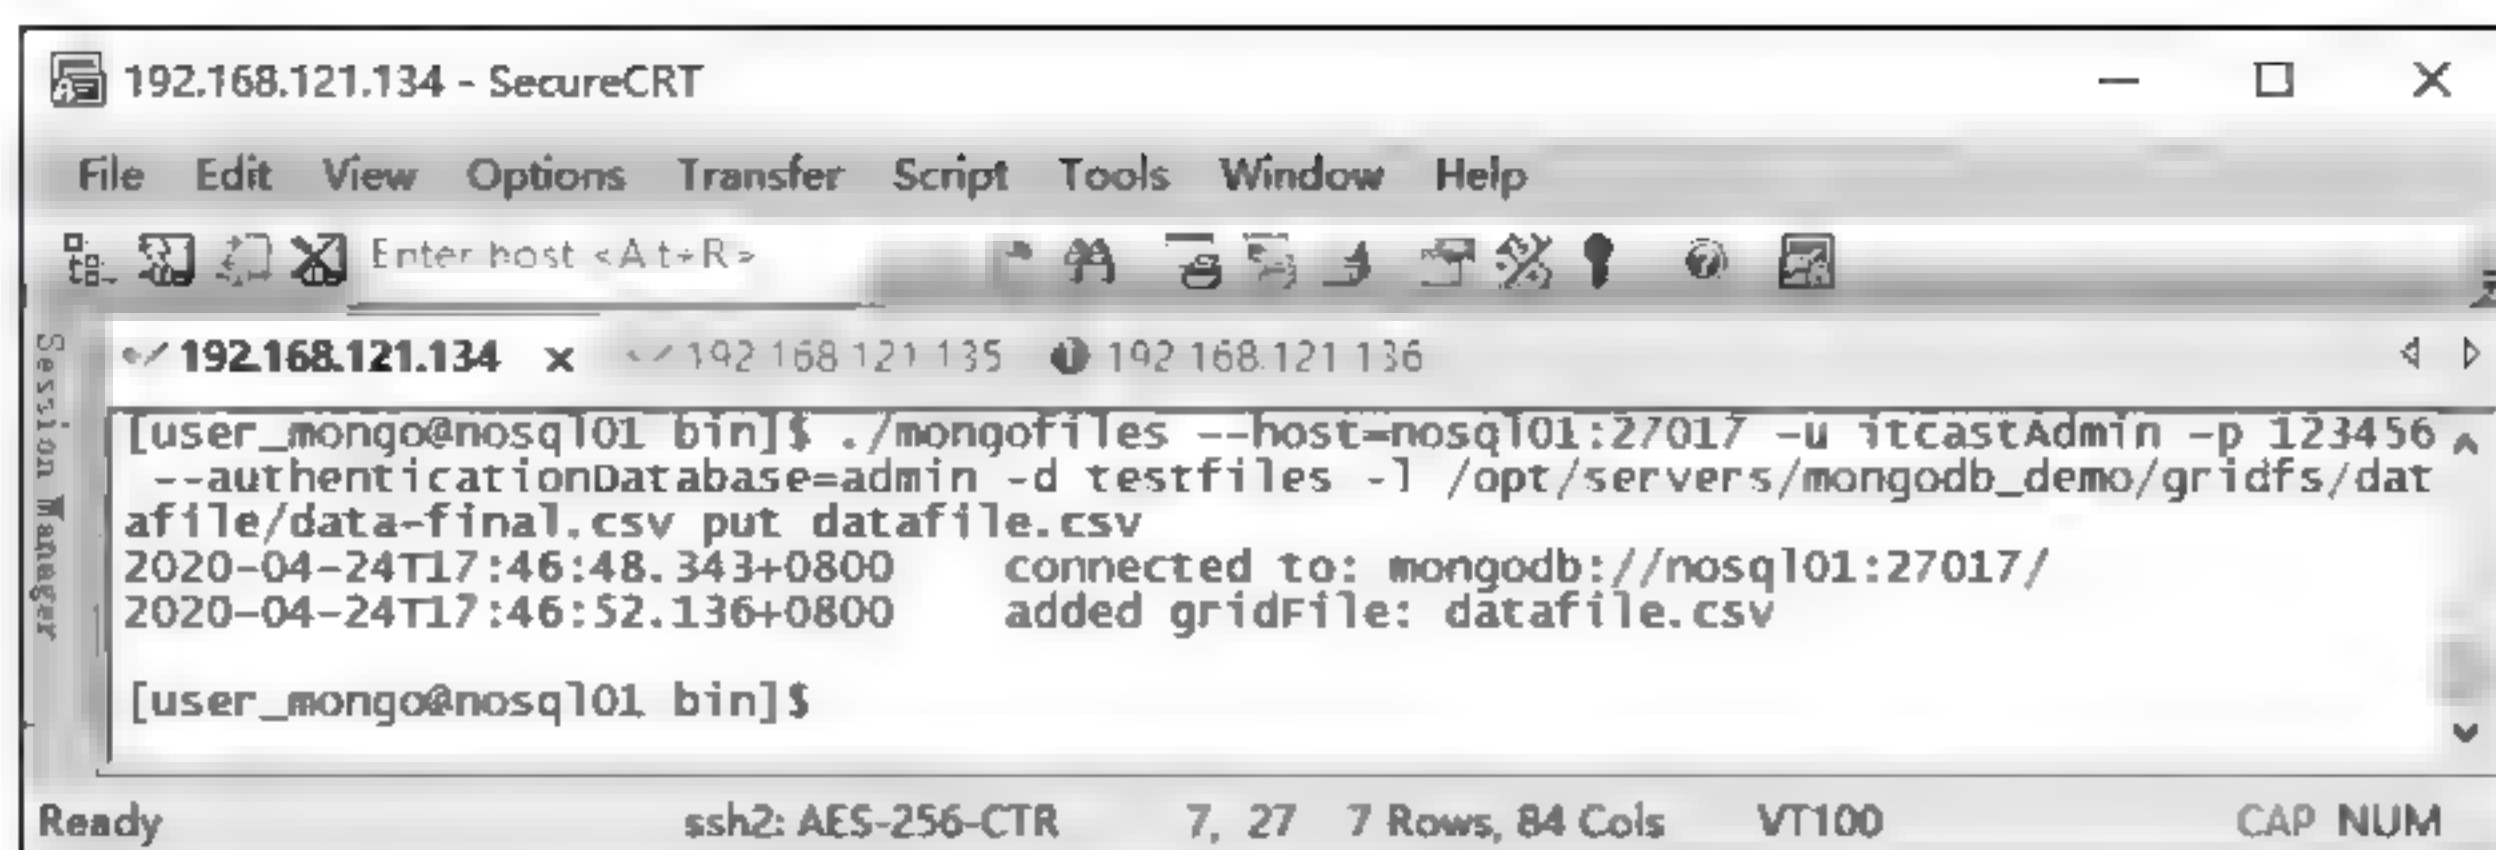 192.168.121.134 - SecureCRT
File Edit View Options Transfer Script Tools Window Help
Enter host <Alt+R>
192.168.121.134 × 192.168.121.135 192.168.121.136
Session Manager
[user_mongo@nosql01 bin]$ ./mongofiles --host=nosql01:27017 -u itcastAdmin -p 123456
--authenticationDatabase=admin -d testfiles -l /opt/servers/mongodb_demo/gridfs/dat
afile/data-final.csv put datafile.csv
2020-04-24T17:46:48.343+0800 connected to: mongodb://nosql01:27017/
2020-04-24T17:46:52.136+0800 added gridFile: datafile.csv
[user_mongo@nosql01 bin]$
Ready ssh2: AES-256-CTR 7, 27 7 Rows, 84 Cols VT100 CAP NUM